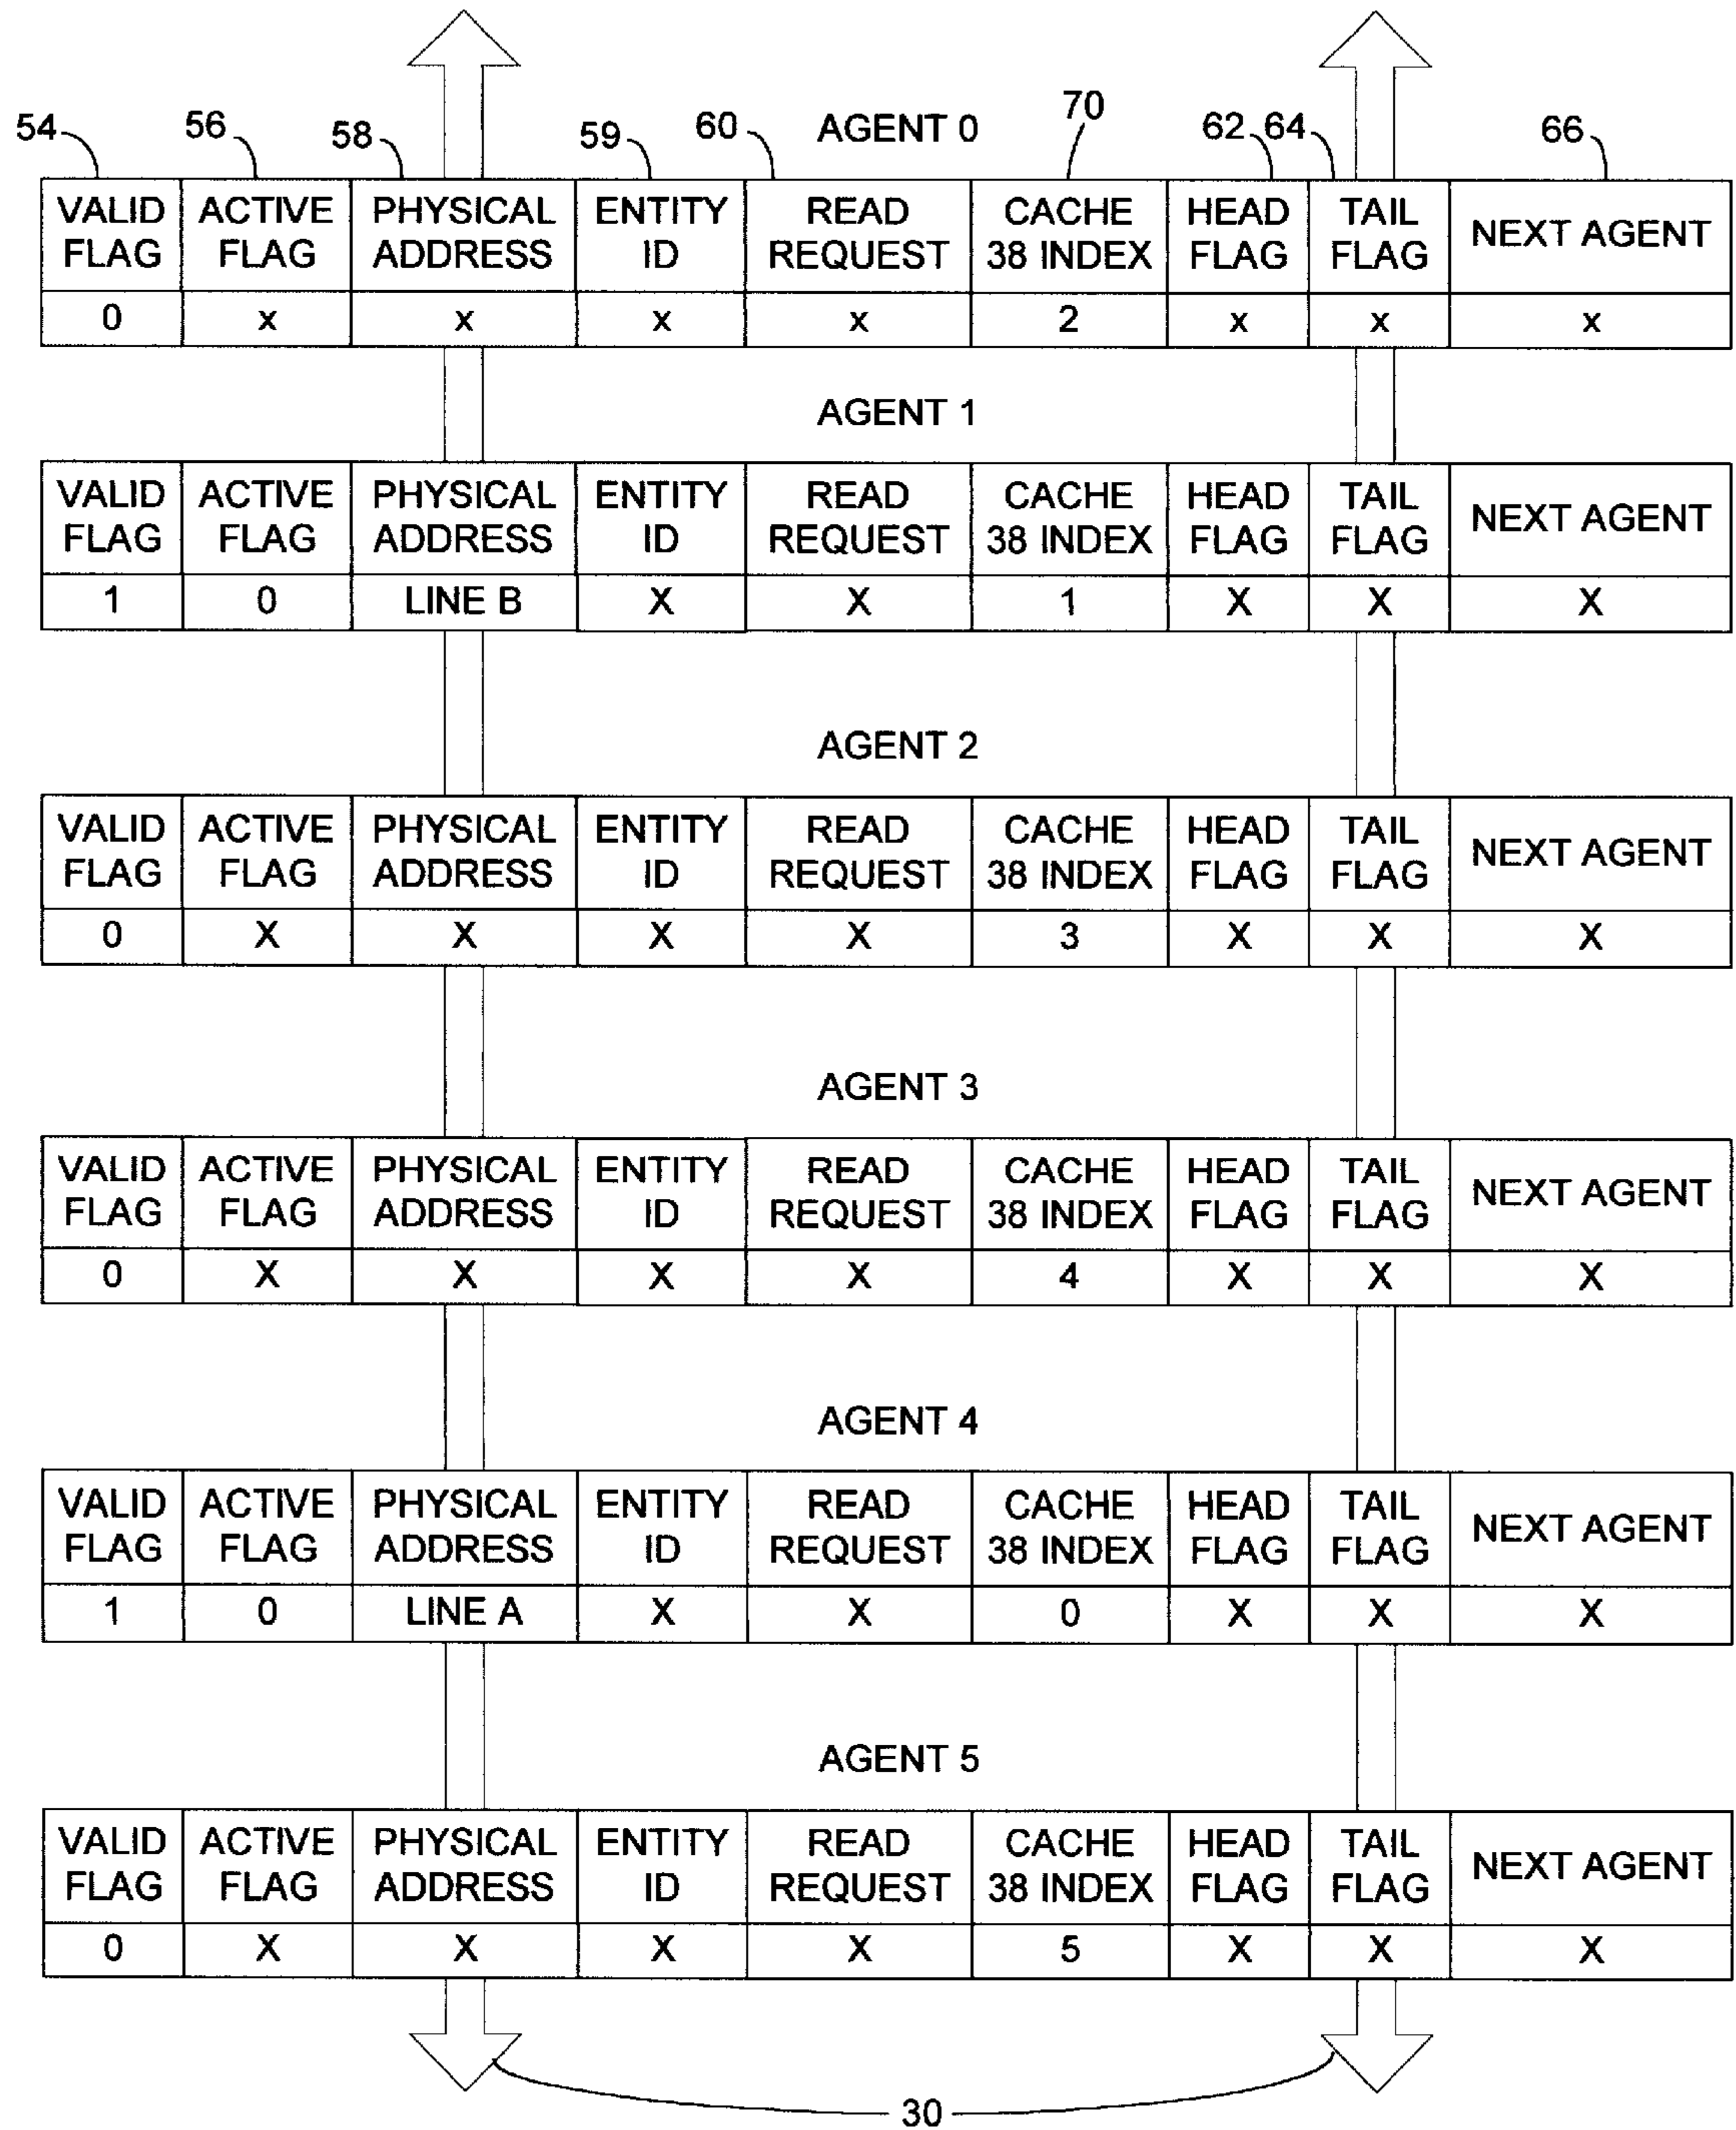 AGENT 0
54 56 58 59 60 70 62 64 66
VALID FLAG ACTIVE FLAG PHYSICAL ADDRESS ENTITY ID READ REQUEST CACHE 38 INDEX HEAD FLAG TAIL FLAG NEXT AGENT
0 x x x x 2 x x x
AGENT 1
VALID FLAG ACTIVE FLAG PHYSICAL ADDRESS ENTITY ID READ REQUEST CACHE 38 INDEX HEAD FLAG TAIL FLAG NEXT AGENT
1 0 LINE B X X 1 X X X
AGENT 2
VALID FLAG ACTIVE FLAG PHYSICAL ADDRESS ENTITY ID READ REQUEST CACHE 38 INDEX HEAD FLAG TAIL FLAG NEXT AGENT
0 X X X X 3 X X X
AGENT 3
VALID FLAG ACTIVE FLAG PHYSICAL ADDRESS ENTITY ID READ REQUEST CACHE 38 INDEX HEAD FLAG TAIL FLAG NEXT AGENT
0 X X X X 4 X X X
AGENT 4
VALID FLAG ACTIVE FLAG PHYSICAL ADDRESS ENTITY ID READ REQUEST CACHE 38 INDEX HEAD FLAG TAIL FLAG NEXT AGENT
1 0 LINE A X X 0 X X X
AGENT 5
VALID FLAG ACTIVE FLAG PHYSICAL ADDRESS ENTITY ID READ REQUEST CACHE 38 INDEX HEAD FLAG TAIL FLAG NEXT AGENT
0 X X X X 5 X X X
30